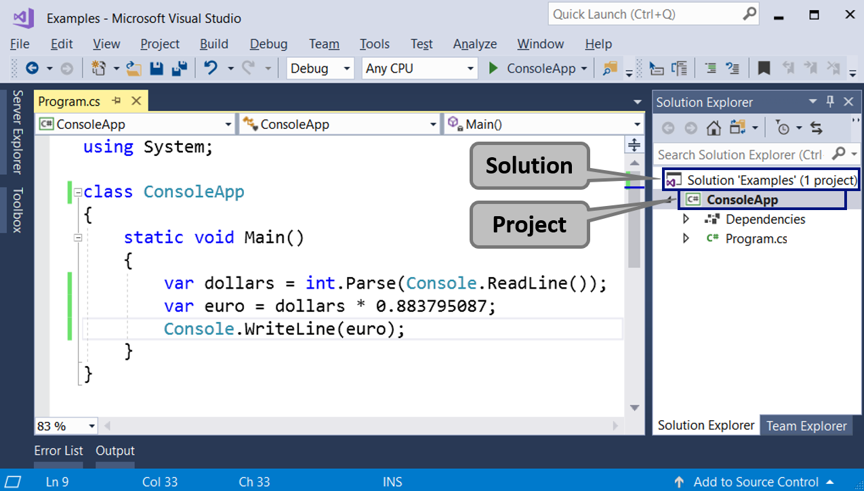 Examples - Microsoft Visual Studio
Quick Launch (Ctrl+Q)
File Edit View Project Build Debug Team Tools Test Analyze Window Help
Debug Any CPU ConsoleApp
Server Explorer
Toolbox
Program.cs
C# ConsoleApp ConsoleApp Main()
using System;
class ConsoleApp
{
static void Main()
{
var dollars = int.Parse(Console.ReadLine());
var euro = dollars * 0.883795087;
Console.WriteLine(euro);
}
}
83 %
Solution
Project
Solution Explorer
Search Solution Explorer (Ctrl
Solution 'Examples' (1 project)
C# ConsoleApp
Dependencies
C# Program.cs
Solution Explorer Team Explorer
Error List Output
Ln 9 Col 33 Ch 33 INS Add to Source Control